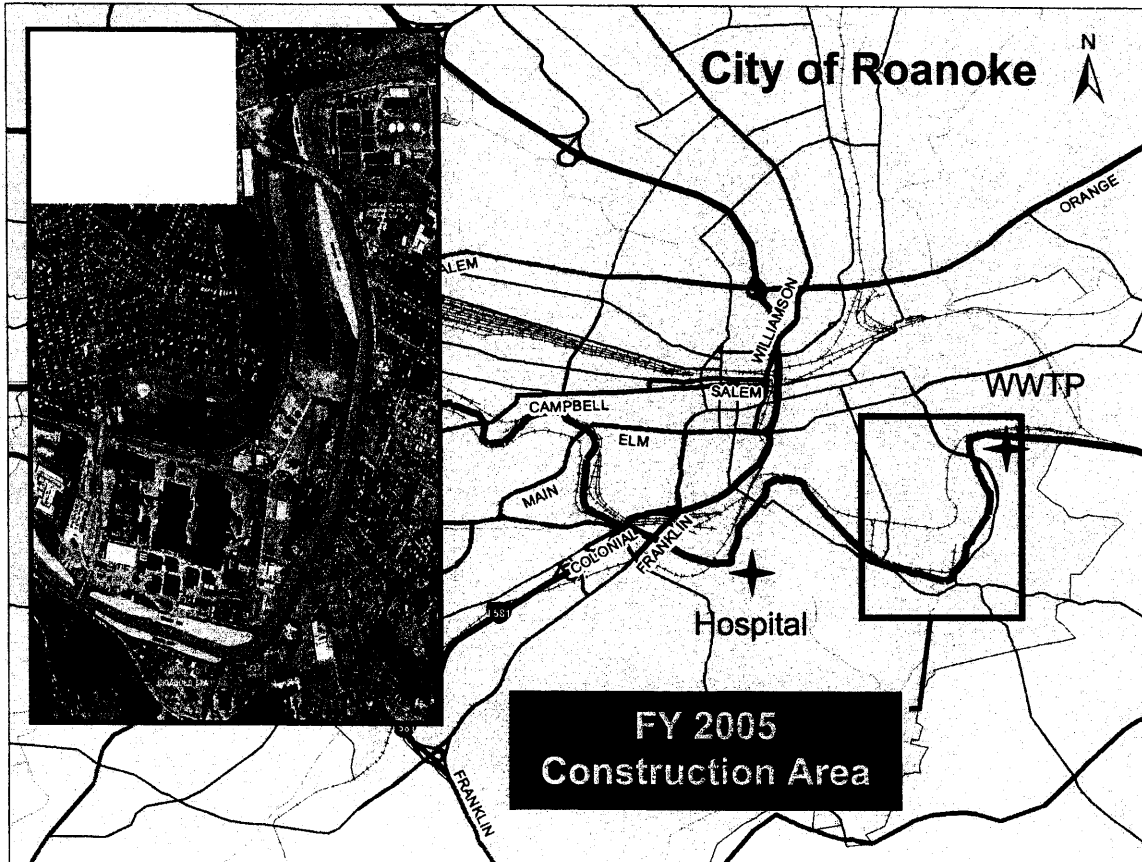 City of Roanoke
N
ORANGE
ALEM
WILLIAMSON
SALEM
WWTP
CAMPBELL
ELM
MAIN
COLONIAL
FRANKLIN
581
Hospital
FY 2005
Construction Area
FRANKLIN